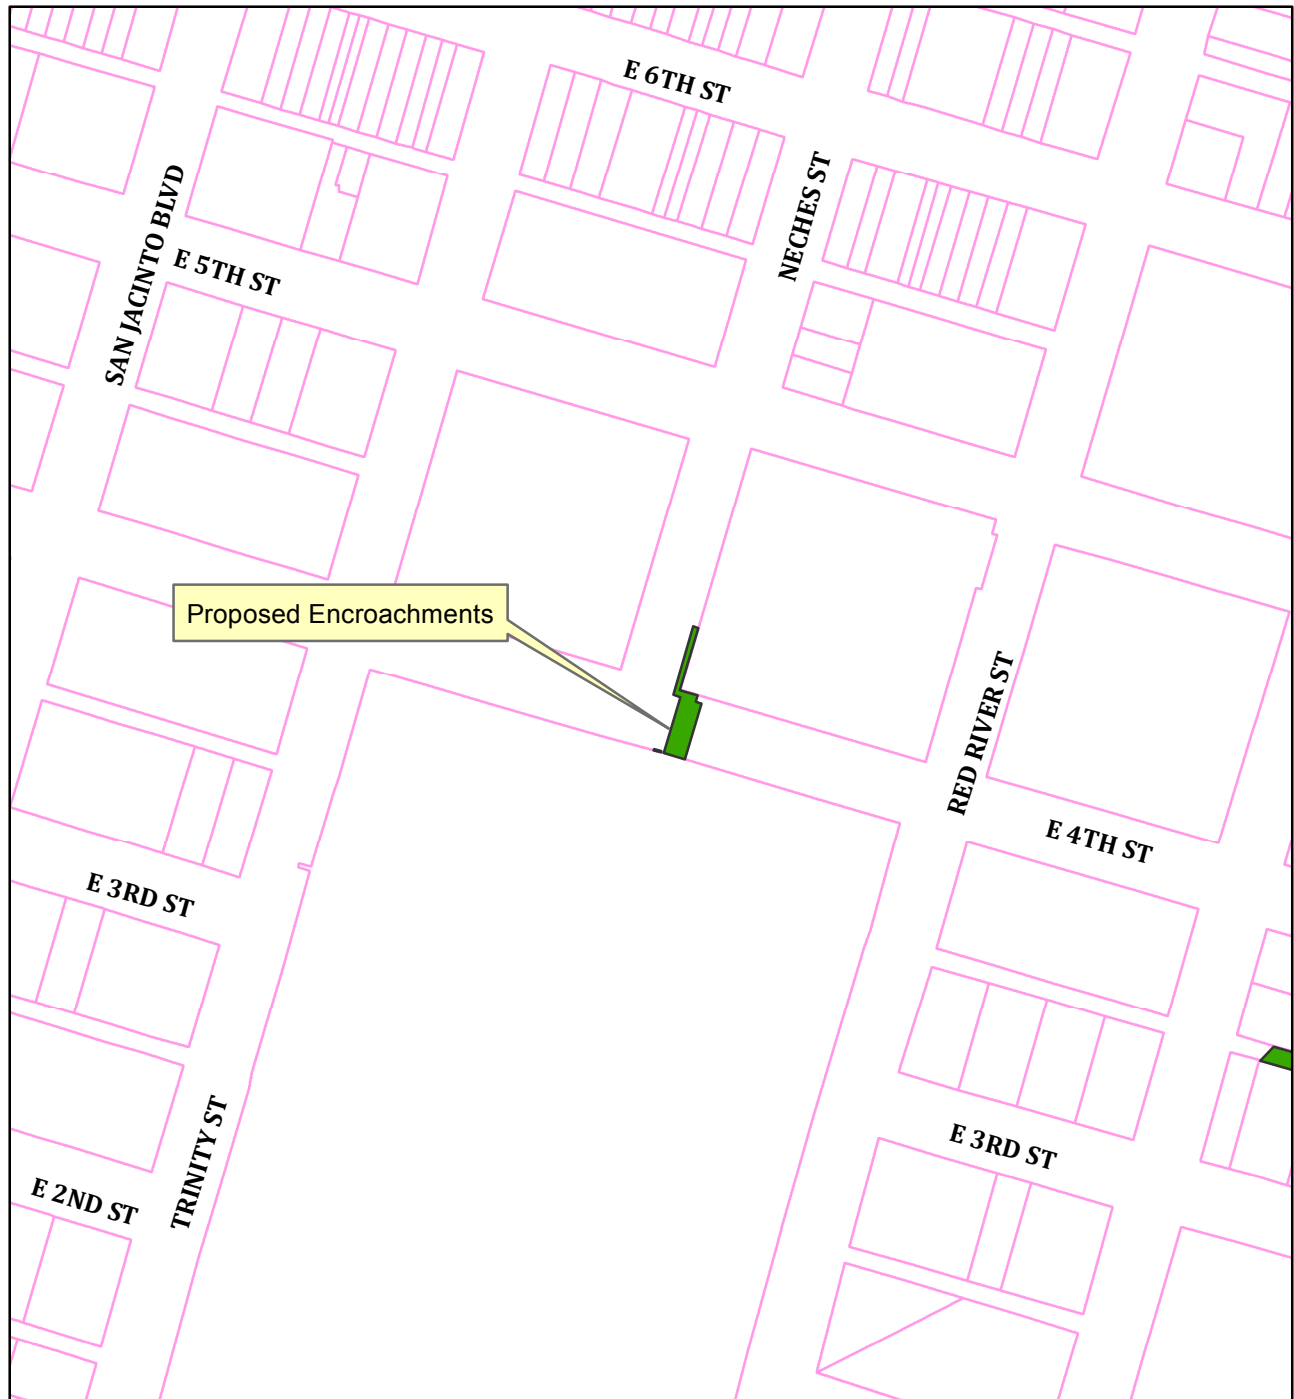 E 6TH ST
NECHES ST
SAN JACINTO BLVD
E 5TH ST
Proposed Encroachments
RED RIVER ST
E 4TH ST
E 3RD ST
TRINITY ST
E 3RD ST
E 2ND ST